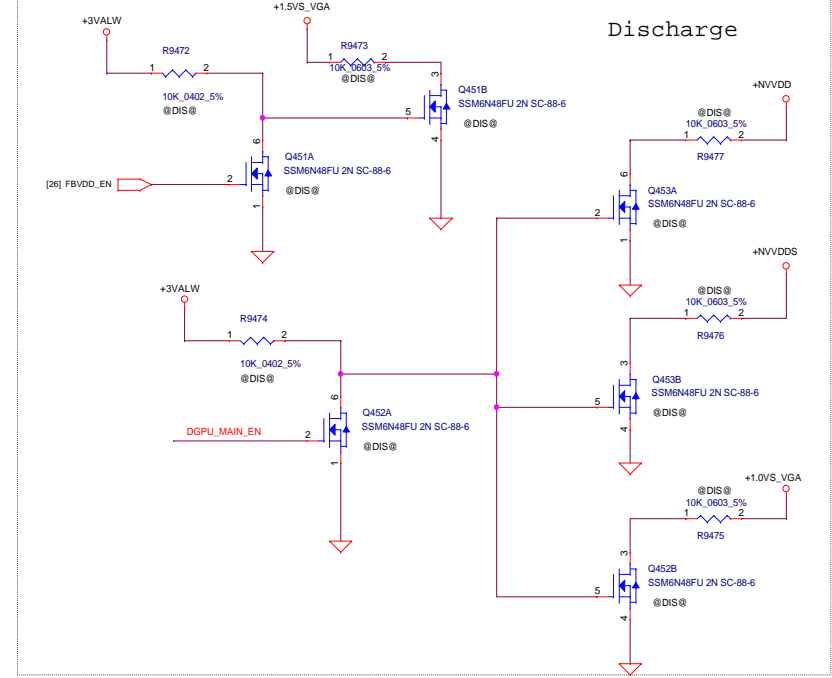 Discharge
+1.5VS_VGA
+3VALW
R9472
1
2
10K_0402_5%
@DIS@
R9473
1
2
10K_0603_5%
@DIS@
3
Q451B
SSM6N48FU 2N SC-88-6
@DIS@
5
4
6
Q451A
SSM6N48FU 2N SC-88-6
@DIS@
[26] FBVDD_EN
2
1
+NVVDD
@DIS@
10K_0603_5%
1
2
R9477
6
Q453A
SSM6N48FU 2N SC-88-6
@DIS@
2
1
+3VALW
R9474
1
2
10K_0402_5%
@DIS@
6
Q452A
SSM6N48FU 2N SC-88-6
@DIS@
DGPU_MAIN_EN
2
1
+NVVDDS
@DIS@
10K_0603_5%
1
2
R9476
3
Q453B
SSM6N48FU 2N SC-88-6
@DIS@
5
4
+1.0VS_VGA
@DIS@
10K_0603_5%
1
2
R9475
3
Q452B
SSM6N48FU 2N SC-88-6
@DIS@
5
4